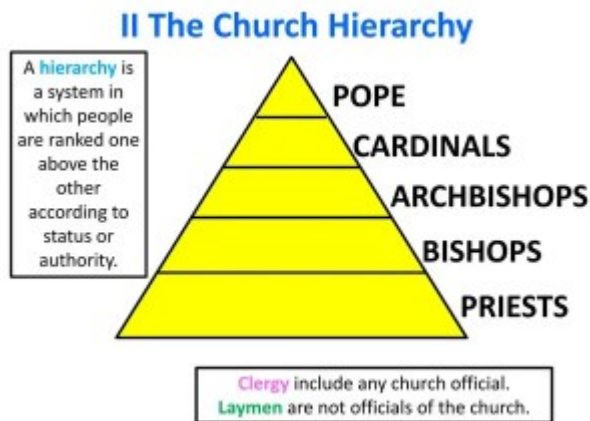 II The Church Hierarchy
A hierarchy is
a system in
which people
are ranked one
above the
other
according to
status or
authority.
POPE
CARDINALS
ARCHBISHOPS
BISHOPS
PRIESTS
Clergy include any church official.
Laymen are not officials of the church.